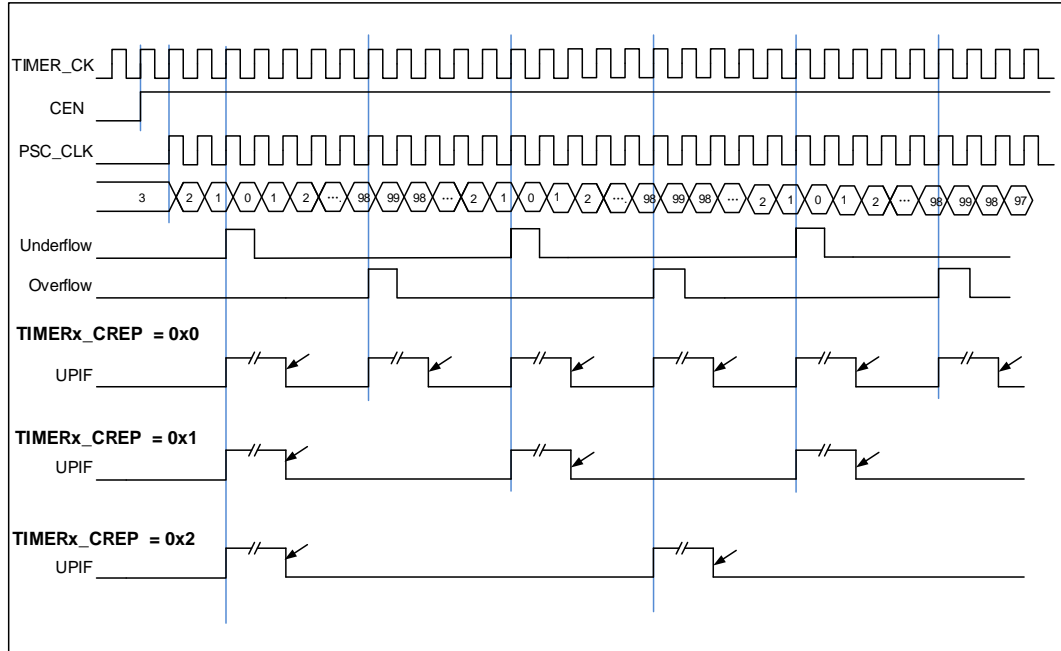 TIMER_CK
CEN
PSC_CLK
3 2 1 0 1 2 .... 98 99 98 ... 2 1 0 1 2 .... 98 99 98 ... 2 1 0 1 2 ... 98 99 98 97
Underflow
Overflow
TIMERx_CREP = 0x0
UPIF
TIMERx_CREP = 0x1
UPIF
TIMERx_CREP = 0x2
UPIF